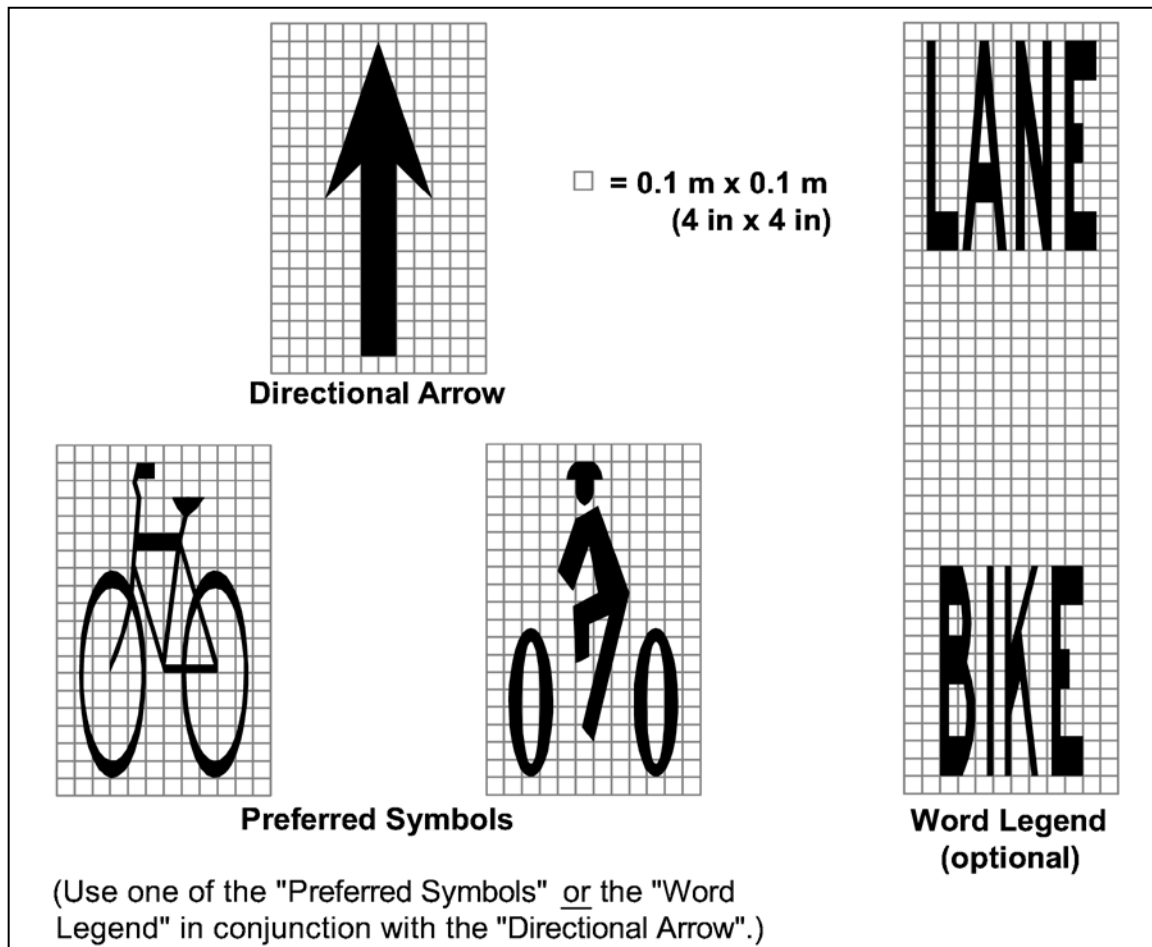 LANE
= 0.1 m x 0.1 m
(4 in x 4 in)
Directional Arrow
BIKE
Preferred Symbols
Word Legend
(optional)
(Use one of the "Preferred Symbols" or the "Word
Legend" in conjunction with the "Directional Arrow".)